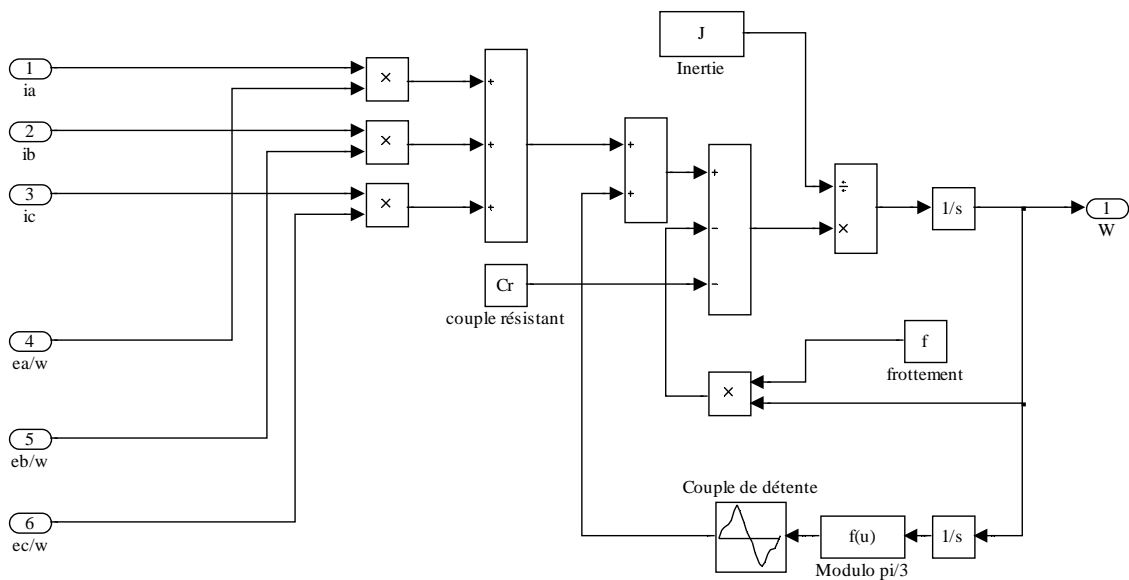 J
Inertie
1
ia
×
+
2
ib
×
+
+
+
3
ic
×
+
+
-
-
÷
×
1/s
1
W
Cr
couple résistant
4
ea/w
f
frottement
×
5
eb/w
Couple de détente
6
ec/w
f(u)
Modulo pi/3
1/s